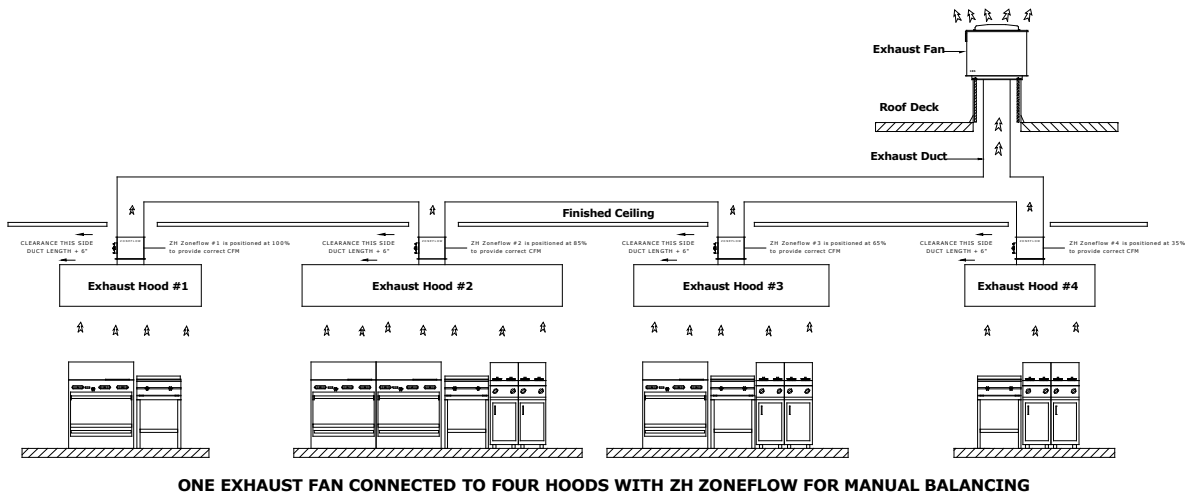 Exhaust Fan
Roof Deck
Exhaust Duct
Finished Ceiling
CLEARANCE THIS SIDE
DUCT LENGTH + 6"
ZONEFLOW
ZH Zoneflow #1 is positioned at 100%
to provide correct CFM
CLEARANCE THIS SIDE
DUCT LENGTH + 6"
ZONEFLOW
ZH Zoneflow #2 is positioned at 85%
to provide correct CFM
CLEARANCE THIS SIDE
DUCT LENGTH + 6"
ZONEFLOW
ZH Zoneflow #3 is positioned at 65%
to provide correct CFM
CLEARANCE THIS SIDE
DUCT LENGTH + 6"
ZONEFLOW
ZH Zoneflow #4 is positioned at 35%
to provide correct CFM
Exhaust Hood #1
Exhaust Hood #2
Exhaust Hood #3
Exhaust Hood #4
ONE EXHAUST FAN CONNECTED TO FOUR HOODS WITH ZH ZONEFLOW FOR MANUAL BALANCING